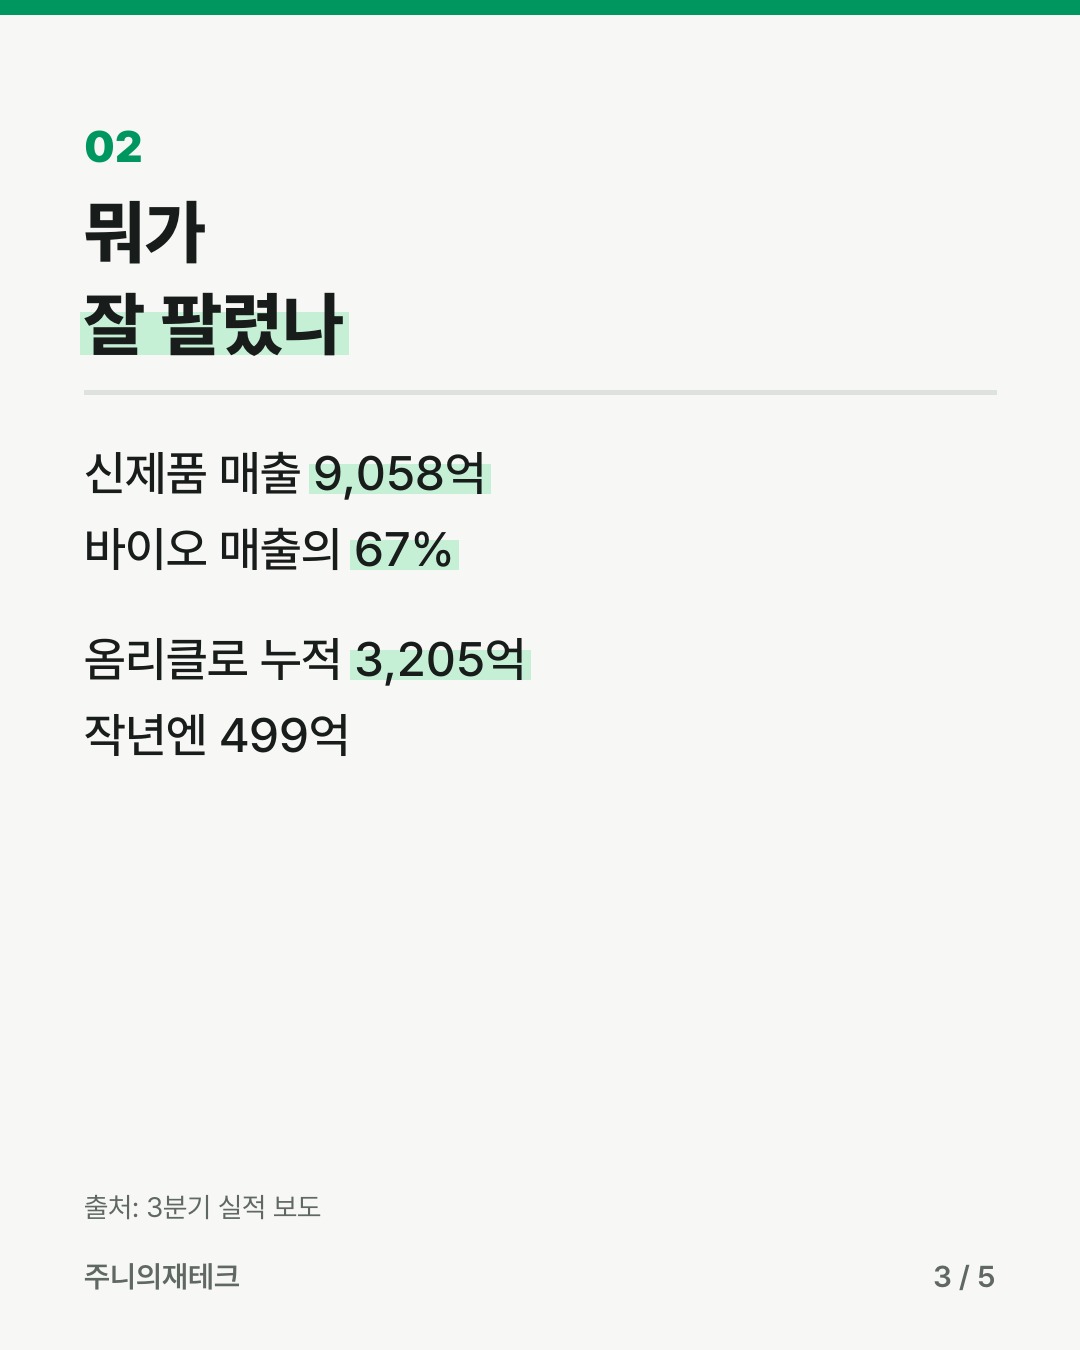 02
뭐가
잘 팔렸나
신제품 매출 9,058억
바이오 매출의 67%
옴리클로 누적 3,205억
작년엔 499억
출처: 3분기 실적 보도
주니의재테크
3 / 5